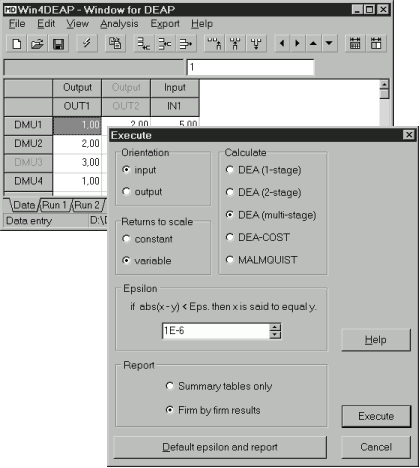 Win4DEAP - Window for DEAP
File Edit View Analysis Export Help
1
Output Output Input
OUT1 OUT2 IN1
DMU1 1,00 2,00 5,00
DMU2 2,00
DMU3 3,00
DMU4 1,00
Data Run 1 Run 2
Data entry D:\
Execute
Orientation
input
output
Returns to scale
constant
variable
Calculate
DEA (1-stage)
DEA (2-stage)
DEA (multi-stage)
DEA-COST
MALMQUIST
Epsilon
if abs(x - y) < Eps. then x is said to equal y.
1E-6
Report
Summary tables only
Firm by firm results
Default epsilon and report
Help
Execute
Cancel